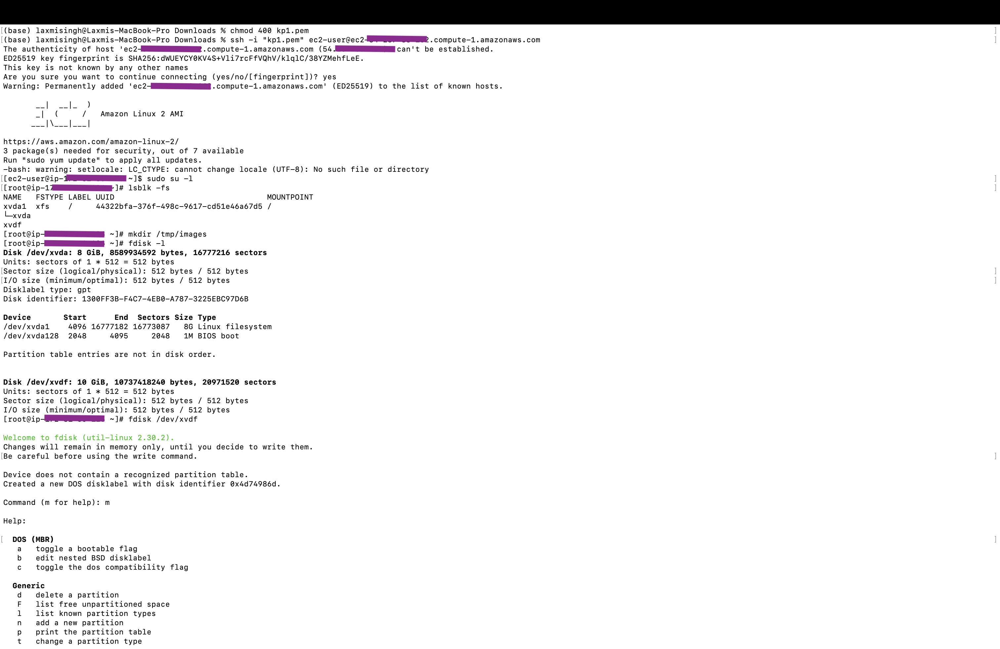 (base) laxmisingh@Laxmis-MacBook-Pro Downloads % chmod 400 kp1.pem
(base) laxmisingh@Laxmis-MacBook-Pro Downloads % ssh -i "kp1.pem" ec2-user@ec2-2.compute-1.amazonaws.com
The authenticity of host 'ec2-.compute-1.amazonaws.com (54. can't be established.
ED25519 key fingerprint is SHA256:dWUEYCY0KV4S+Vli7rcFfVQhV/klqlC/38YZMehfLeE.
This key is not known by any other names
Are you sure you want to continue connecting (yes/no/[fingerprint])? yes
Warning: Permanently added 'ec2-.compute-1.amazonaws.com' (ED25519) to the list of known hosts.
       __|  __|_  )
       _|  (     /   Amazon Linux 2 AMI
      ___|\___|___|
https://aws.amazon.com/amazon-linux-2/
3 package(s) needed for security, out of 7 available
Run "sudo yum update" to apply all updates.
-bash: warning: setlocale: LC_CTYPE: cannot change locale (UTF-8): No such file or directory
[ec2-user@ip-1 ~]$ sudo su -l
[root@ip-17 ~]# lsblk -fs
NAME   FSTYPE LABEL UUID                                 MOUNTPOINT
xvda1  xfs    /     44322bfa-376f-498c-9617-cd51e46a67d5 /
└─xvda
xvdf
[root@ip- ~]# mkdir /tmp/images
[root@ip- ~]# fdisk -l
Disk /dev/xvda: 8 GiB, 8589934592 bytes, 16777216 sectors
Units: sectors of 1 * 512 = 512 bytes
Sector size (logical/physical): 512 bytes / 512 bytes
I/O size (minimum/optimal): 512 bytes / 512 bytes
Disklabel type: gpt
Disk identifier: 1300FF3B-F4C7-4EB0-A787-3225EBC97D6B
Device       Start      End  Sectors Size Type
/dev/xvda1    4096 16777182 16773087   8G Linux filesystem
/dev/xvda128  2048     4095     2048   1M BIOS boot
Partition table entries are not in disk order.
Disk /dev/xvdf: 10 GiB, 10737418240 bytes, 20971520 sectors
Units: sectors of 1 * 512 = 512 bytes
Sector size (logical/physical): 512 bytes / 512 bytes
I/O size (minimum/optimal): 512 bytes / 512 bytes
[root@ip- ~]# fdisk /dev/xvdf
Welcome to fdisk (util-linux 2.30.2).
Changes will remain in memory only, until you decide to write them.
Be careful before using the write command.
Device does not contain a recognized partition table.
Created a new DOS disklabel with disk identifier 0x4d74986d.
Command (m for help): m
Help:
  DOS (MBR)
   a   toggle a bootable flag
   b   edit nested BSD disklabel
   c   toggle the dos compatibility flag
  Generic
   d   delete a partition
   F   list free unpartitioned space
   l   list known partition types
   n   add a new partition
   p   print the partition table
   t   change a partition type